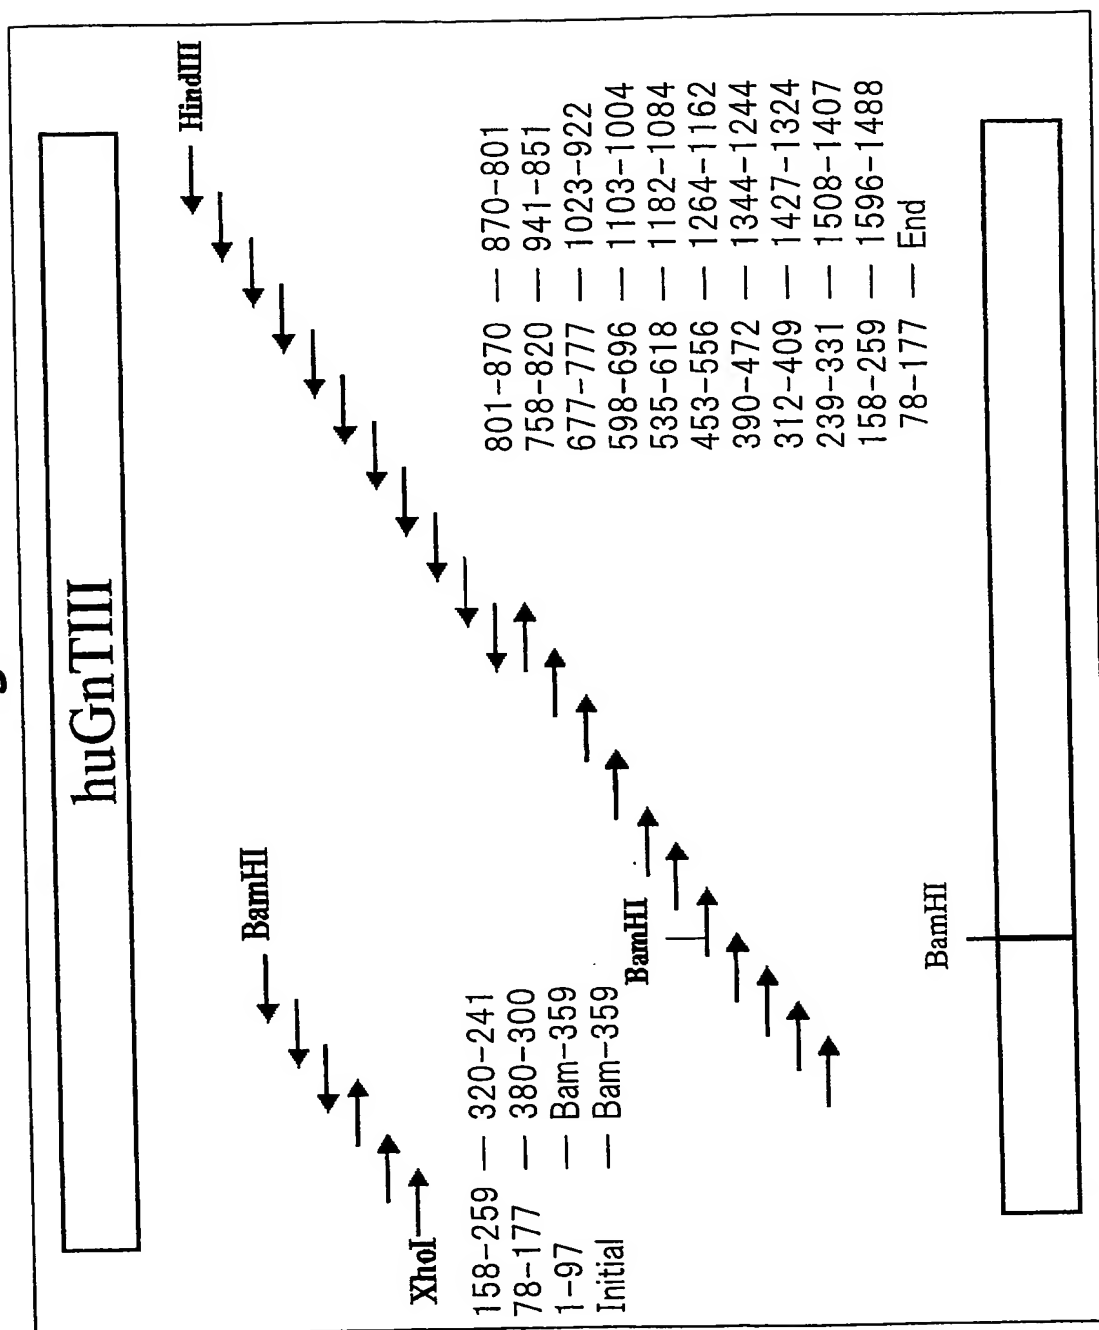 huGnTIII
HindIII
BamHI
XhoI
158-259 — 320-241
78-177 — 380-300
1-97 — Bam-359
Initial — Bam-359
BamHI
801-870 — 870-801
758-820 — 941-851
677-777 — 1023-922
598-696 — 1103-1004
535-618 — 1182-1084
453-556 — 1264-1162
390-472 — 1344-1244
312-409 — 1427-1324
239-331 — 1508-1407
158-259 — 1596-1488
78-177 — End
BamHI